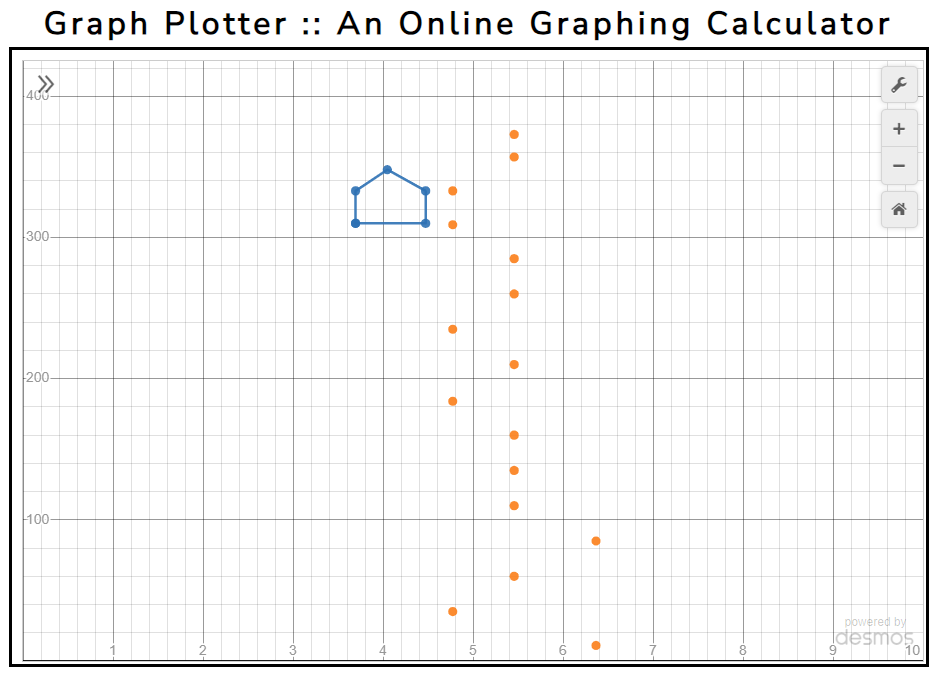 Graph Plotter :: An Online Graphing Calculator
400
300
200
100
powered by
desmos
1 2 3 4 5 6 7 8 9 10